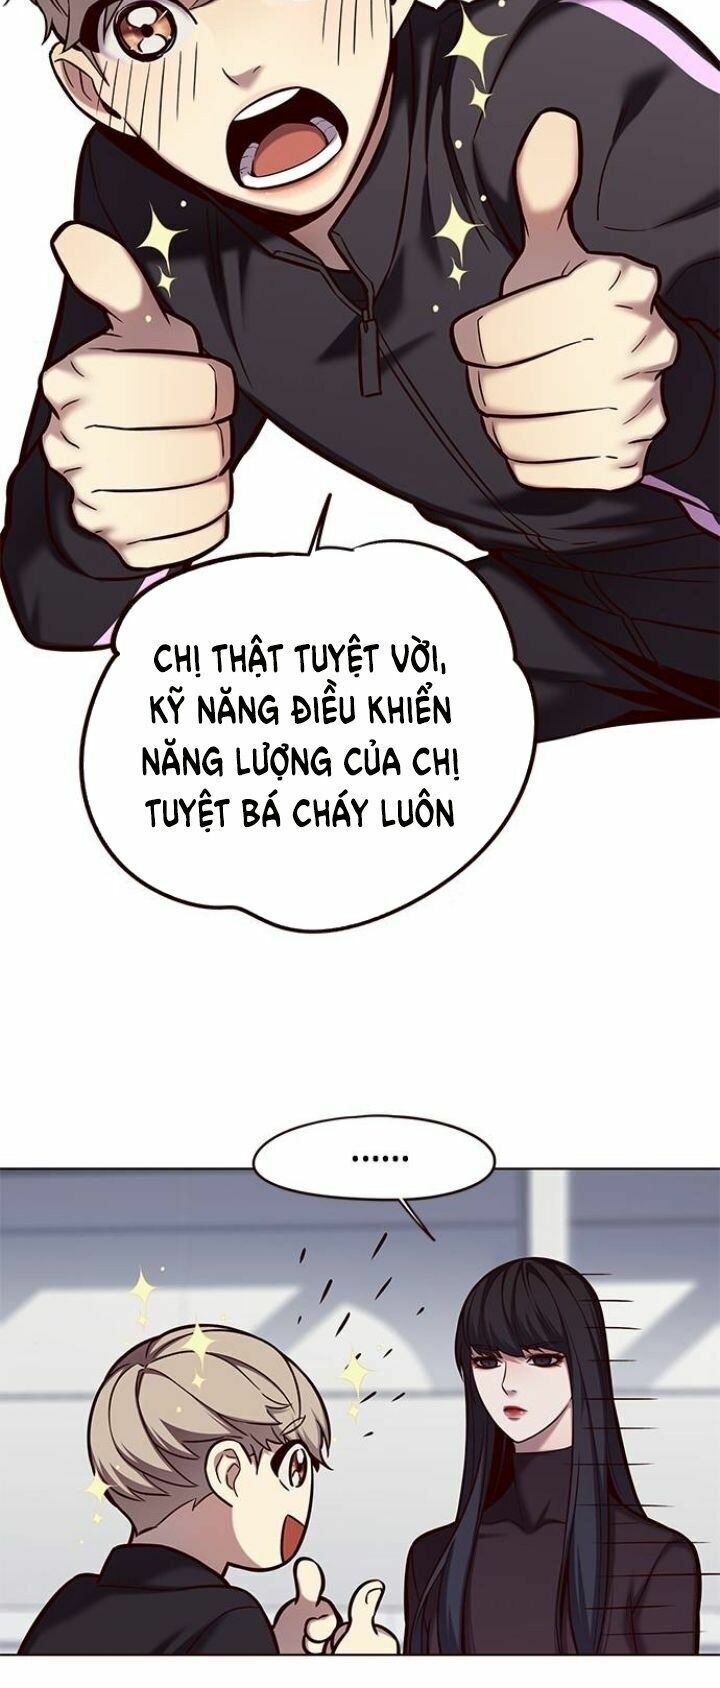 CHỊ THẬT TUYỆT VỜI,
KỸ NĂNG ĐIỀU KHIỂN
NĂNG LƯỢNG CỦA CHỊ
TUYỆT BÁ CHÁY LUÔN
......